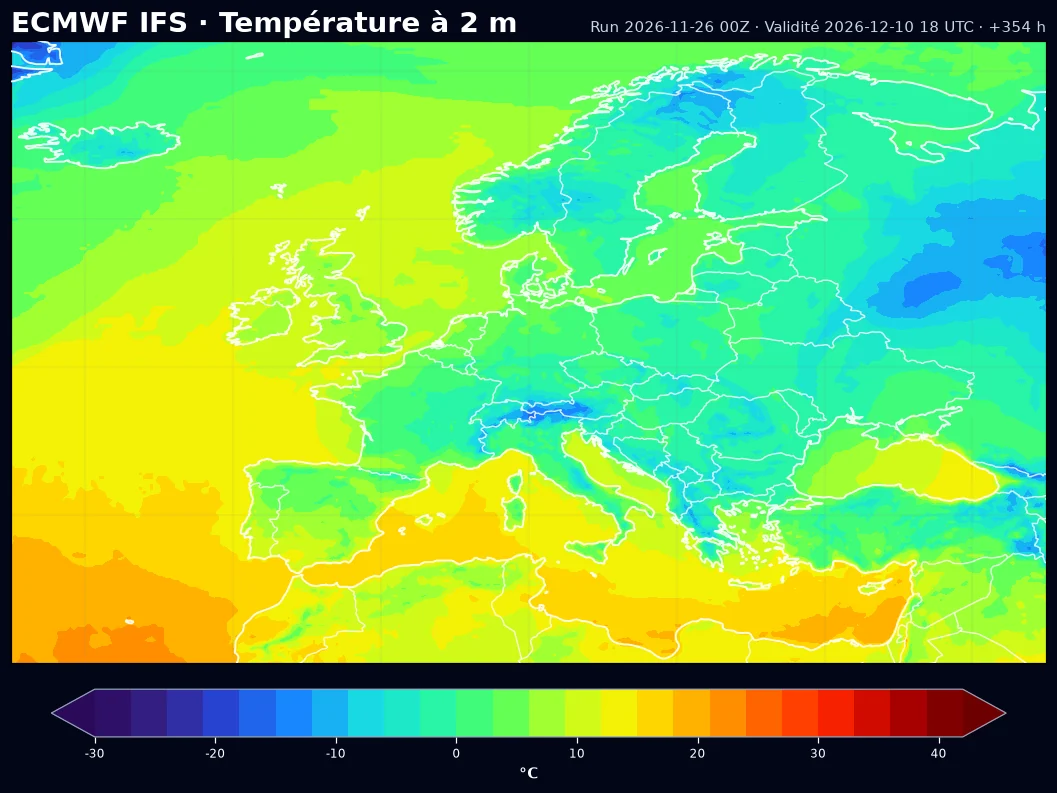 ECMWF IFS · Température à 2 m
Run 2026-11-26 00Z · Validité 2026-12-10 18 UTC · +354 h
-30 -20 -10 0 10 20 30 40
°C